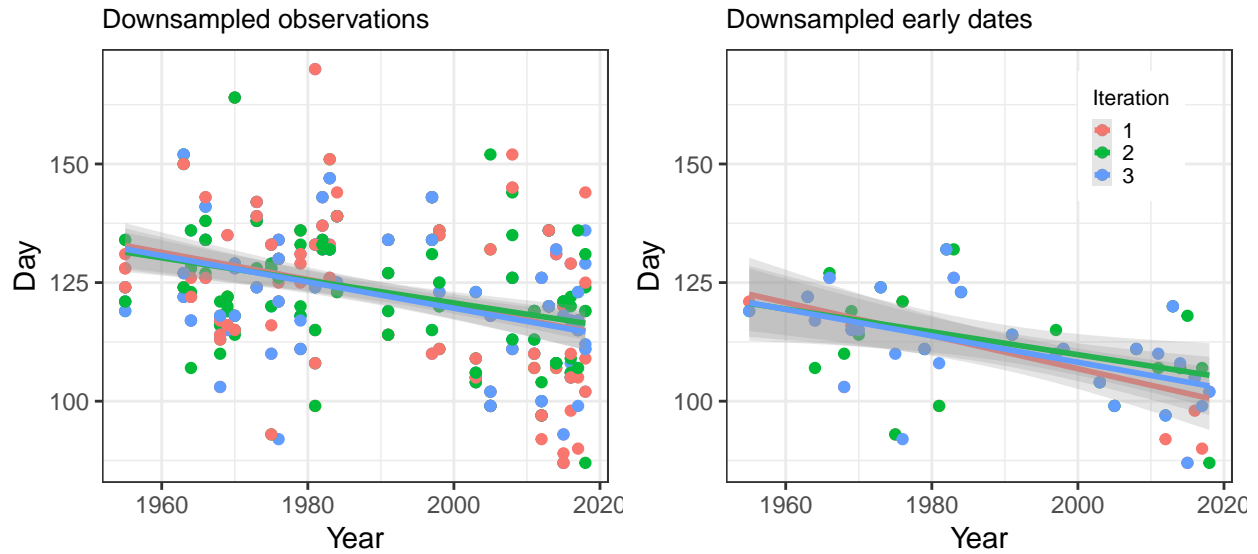 Downsampled observations
150
125
100
Day
1960
1980
2000
2020
Year
Downsampled early dates
Iteration
1
2
3
150
125
100
Day
1960
1980
2000
2020
Year